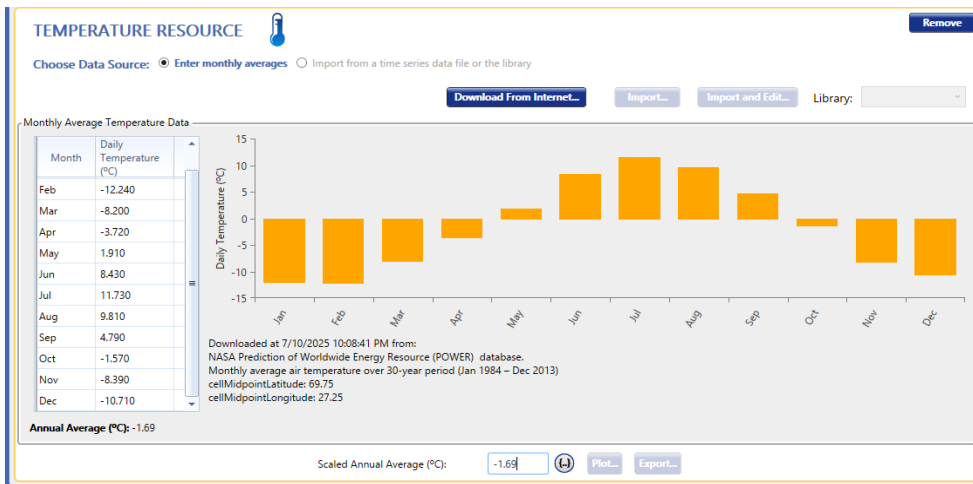 TEMPERATURE RESOURCE
Remove
Choose Data Source: Enter monthly averages Import from a time series data file or the library
Download From Internet... Import... Import and Edit... Library:
Monthly Average Temperature Data
Month Daily Temperature (ºC)
Feb -12.240
Mar -8.200
Apr -3.720
May 1.910
Jun 8.430
Jul 11.730
Aug 9.810
Sep 4.790
Oct -1.570
Nov -8.390
Dec -10.710
Daily Temperature (ºC)
15
10
5
0
-5
-10
-15
Jan Feb Mar Apr May Jun Jul Aug Sep Oct Nov Dec
Downloaded at 7/10/2025 10:08:41 PM from:
NASA Prediction of Worldwide Energy Resource (POWER) database.
Monthly average air temperature over 30-year period (Jan 1984 – Dec 2013)
cellMidpointLatitude: 69.75
cellMidpointLongitude: 27.25
Annual Average (ºC): -1.69
Scaled Annual Average (ºC): -1.69 {..} Plot... Export...